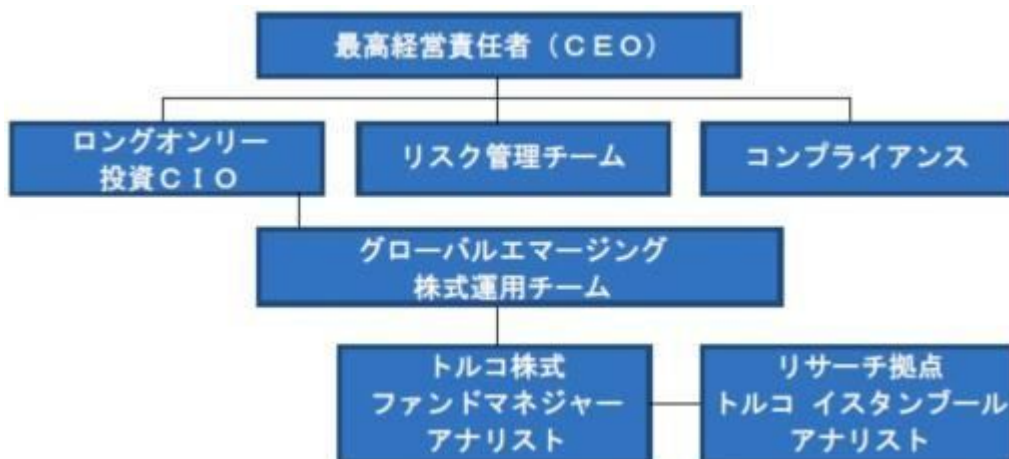 最高経営責任者(CEO)
ロングオンリー
投資CIO
リスク管理チーム
コンプライアンス
グローバルエマージング
株式運用チーム
トルコ株式
ファンドマネジャー
アナリスト
リサーチ拠点
トルコ イスタンブール
アナリスト